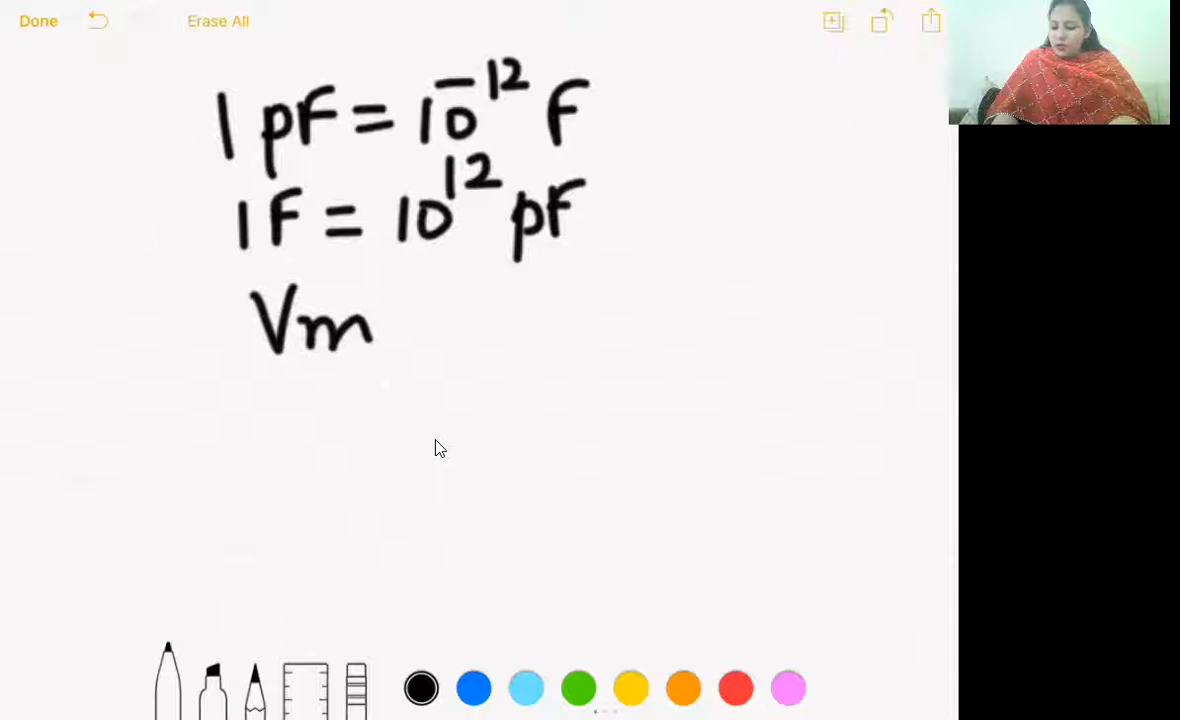 Done Erase All
1 pF = 10⁻¹² F
1 F = 10¹² pF
Vm